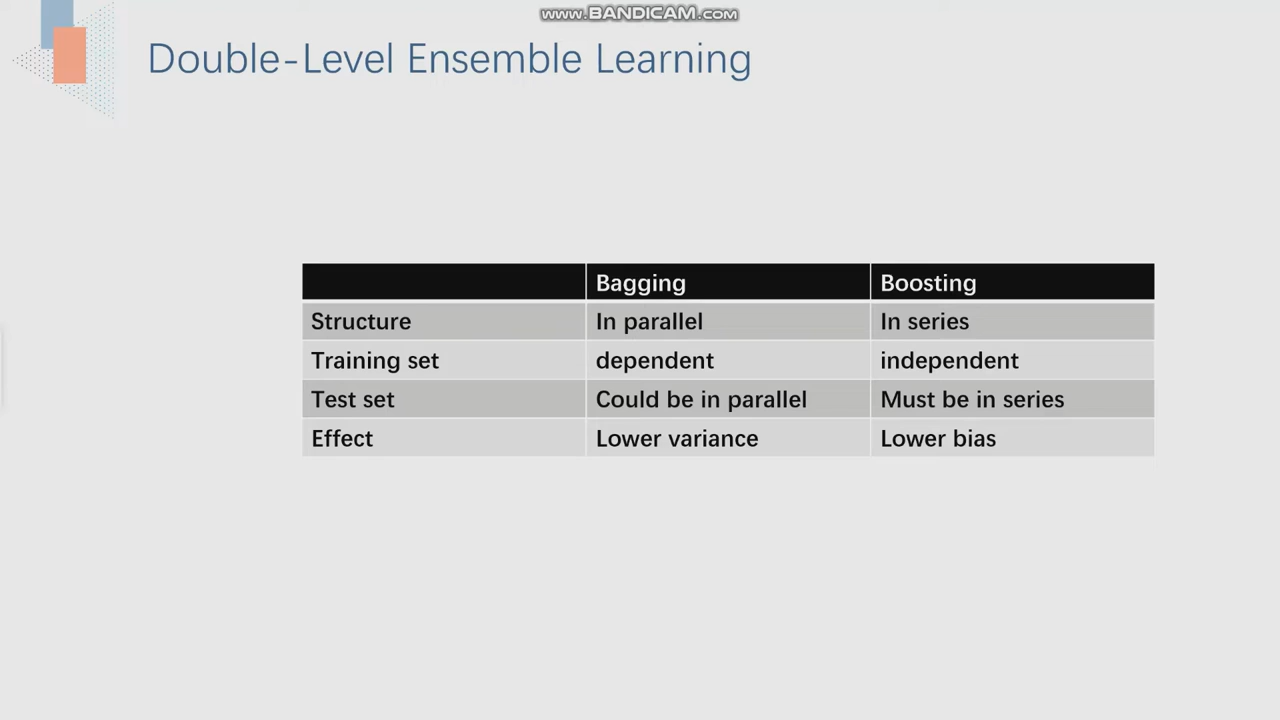 www.BANDICAM.com
Double-Level Ensemble Learning
Bagging Boosting
Structure In parallel In series
Training set dependent independent
Test set Could be in parallel Must be in series
Effect Lower variance Lower bias